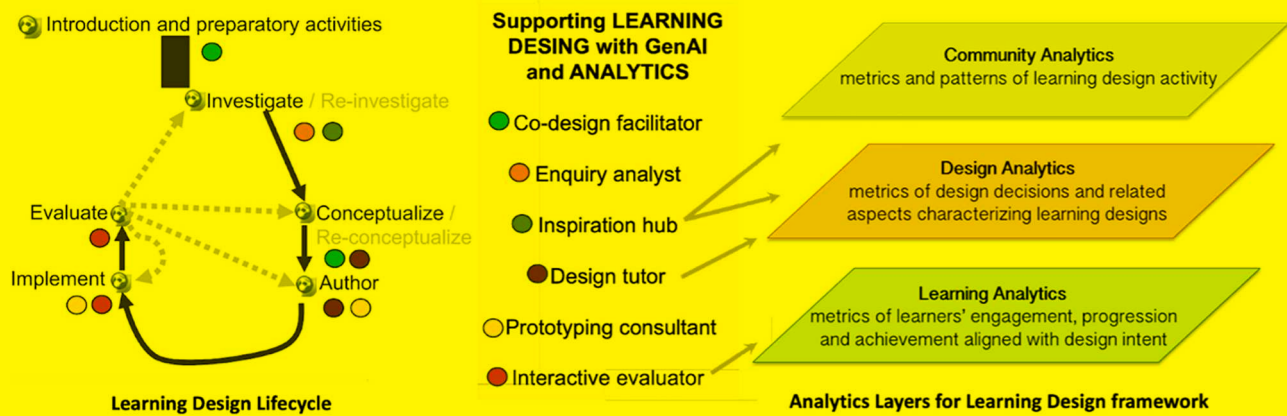 Introduction and preparatory activities
Investigate / Re-investigate
Evaluate
Conceptualize /
Re-conceptualize
Implement
Author
Learning Design Lifecycle
Supporting LEARNING
DESING with GenAI
and ANALYTICS
Co-design facilitator
Enquiry analyst
Inspiration hub
Design tutor
Prototyping consultant
Interactive evaluator
Community Analytics
metrics and patterns of learning design activity
Design Analytics
metrics of design decisions and related
aspects characterizing learning designs
Learning Analytics
metrics of learners' engagement, progression
and achievement aligned with design intent
Analytics Layers for Learning Design framework